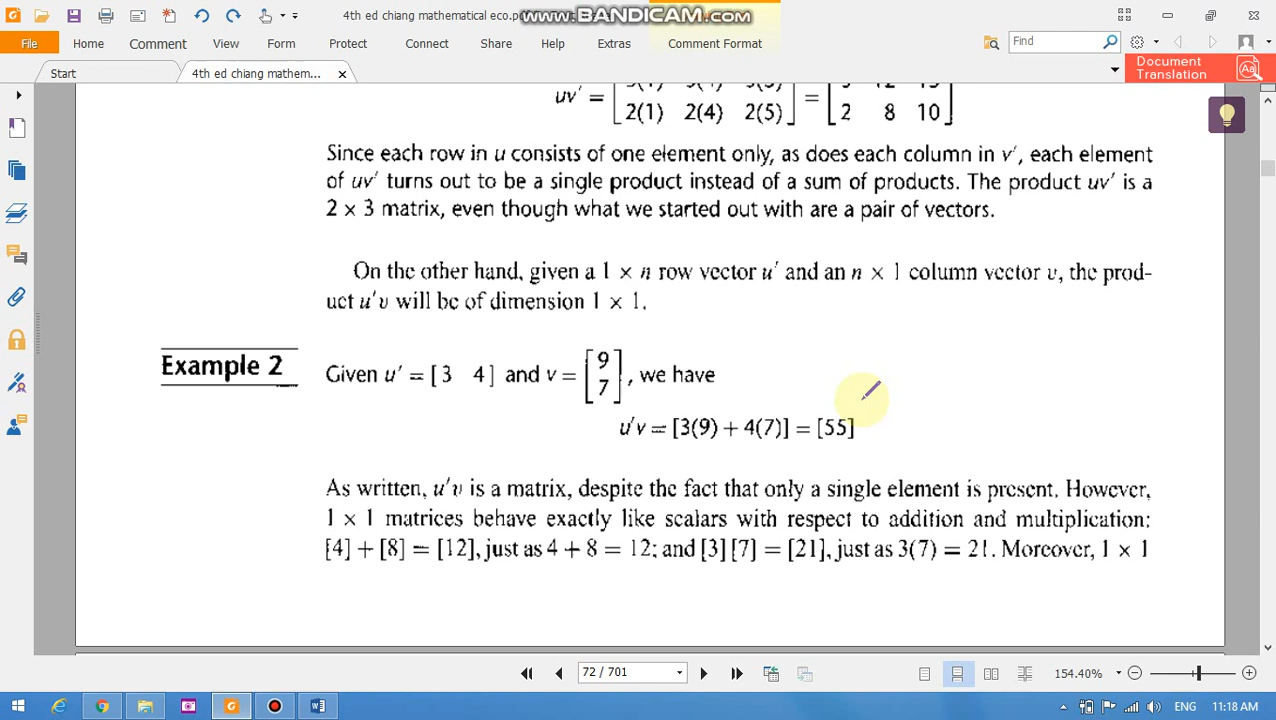 4th ed chiang mathematical eco.p
www.BANDICAM.com
File
Home
Comment
View
Form
Protect
Connect
Share
Help
Extras
Comment Format
Find
Start
4th ed chiang mathem...
Document
Translation
uv′ = [ 2(1) 2(4) 2(5) ] = [ 2 8 10 ]
Since each row in u consists of one element only, as does each column in v′, each element
of uv′ turns out to be a single product instead of a sum of products. The product uv′ is a
2 × 3 matrix, even though what we started out with are a pair of vectors.
On the other hand, given a 1 × n row vector u′ and an n × 1 column vector v, the prod-
uct u′v will be of dimension 1 × 1.
Example 2
Given u′ = [ 3 4 ] and v = [ 9 7 ], we have
u′v = [3(9) + 4(7)] = [55]
As written, u′v is a matrix, despite the fact that only a single element is present. However,
1 × 1 matrices behave exactly like scalars with respect to addition and multiplication:
[4] + [8] = [12], just as 4 + 8 = 12; and [3] [7] = [21], just as 3(7) = 21. Moreover, 1 × 1
72 / 701
154.40%
ENG
11:18 AM